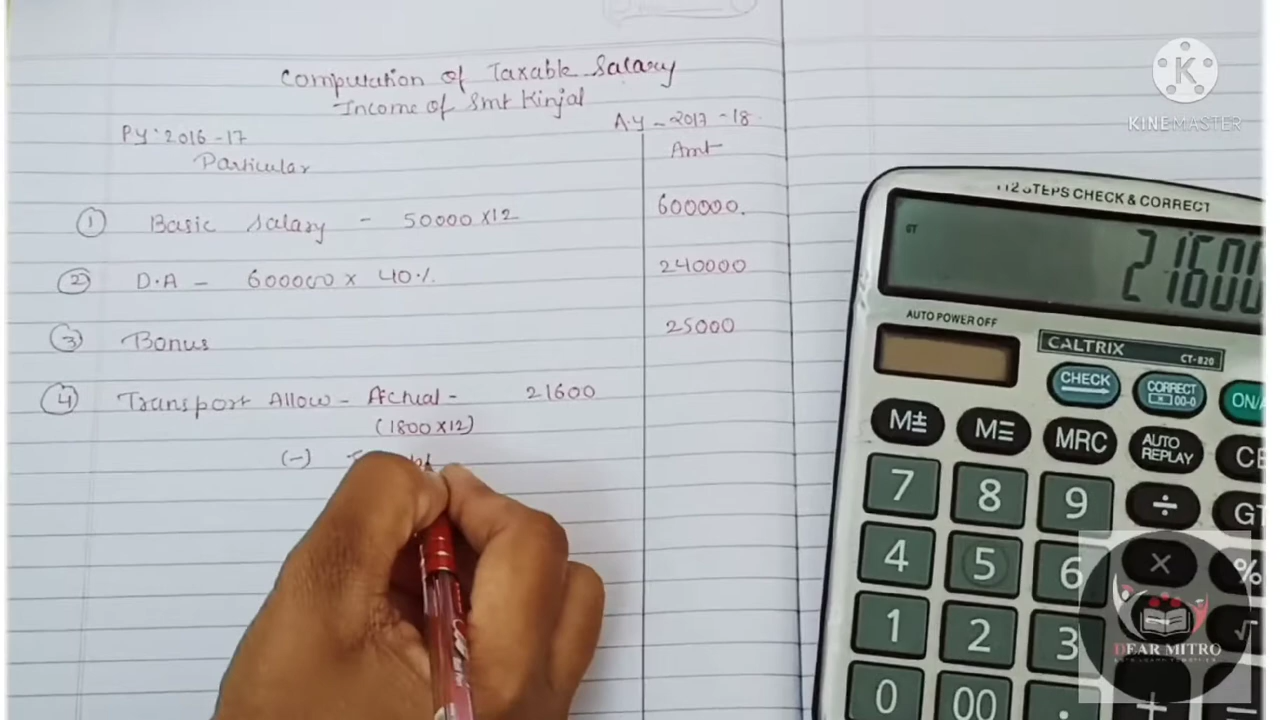 Computation of Taxable Salary
Income of Smt Kinjal
P.Y: 2016-17
A.Y - 2017 - 18
Particular
Amt
① Basic Salary - 50000 X12
600000.
② D.A - 600000 x 40%.
240000
③ Bonus
25000
④ Transport Allow - Actual - 21600
(1800 X12)
(-)
K
KINEMASTER
112 STEPS CHECK & CORRECT
GT
21600
AUTO POWER OFF
CALTRIX
CT-820
CHECK
CORRECT
00-0
ON/
M± M= MRC AUTO REPLAY CE
7 8 9 ÷ GT
4 5 6 × %
1 2 3 √
0 00 . + =
DEAR MITRO